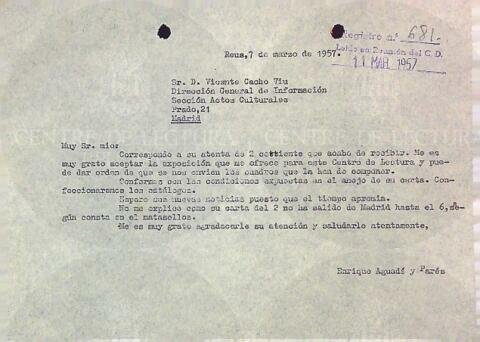 Registro n.º 681.
Leído en Reunión del C. D.
11 MAR 1957
Reus, 7 de marzo de 1957.
Sr. D. Vicente Cacho Viu
Dirección General de Información
Sección Actos Culturales
Prado,21
Madrid
Muy Sr. mio:
Correspondo a su atenta de 2 corriente que acabo de recibir. Me es
muy grato aceptar la exposición que me ofrece para este Centro de Lectura y pue-
de dar orden de que se nos envien los cuadros que la han de componer.
Conformes con las condiciones expuestas en el anejo de su carta. Con-
feccionaremos los catálogos.
Espero sus nuevas noticias puesto que el tiempo apremia.
No me explico como su carta del 2 no ha salido de Madrid hasta el 6, se-
gún consta en el matasellos.
Me es muy grato agradecerle su atención y saludarle atentamente,
Enrique Aguadé y Parés